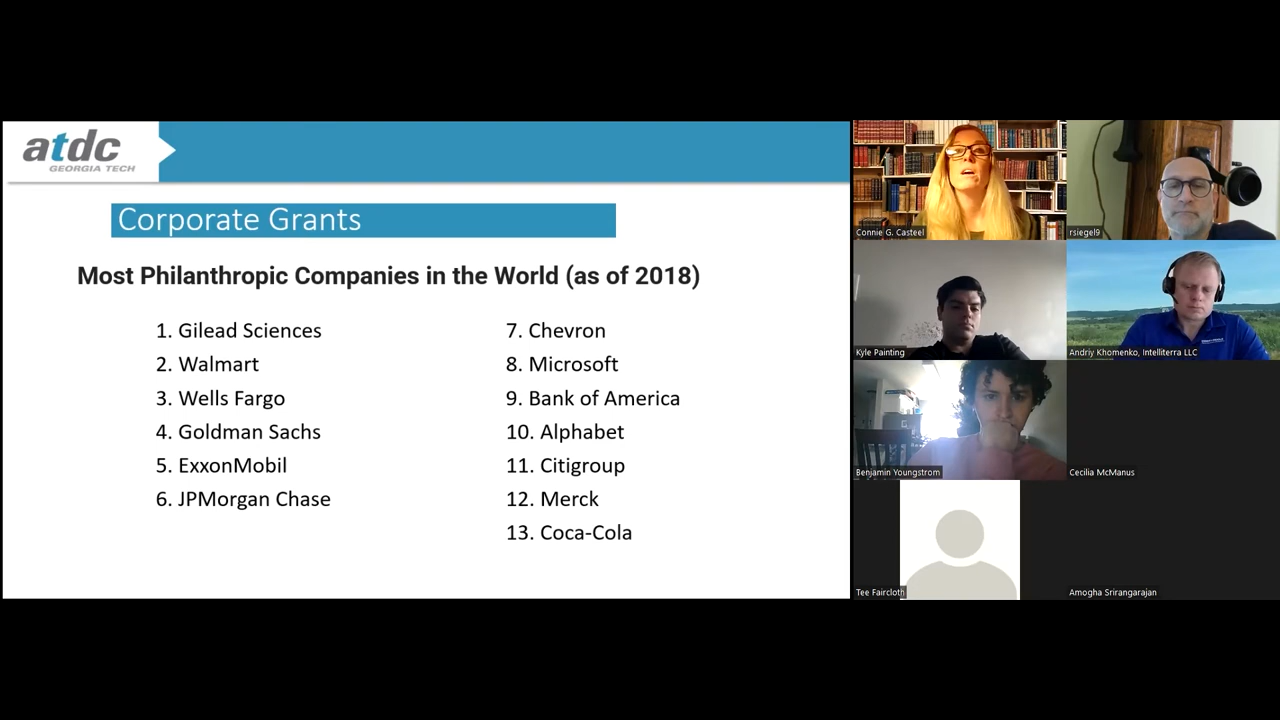 atdc
GEORGIA TECH
Corporate Grants
Most Philanthropic Companies in the World (as of 2018)
1. Gilead Sciences
2. Walmart
3. Wells Fargo
4. Goldman Sachs
5. ExxonMobil
6. JPMorgan Chase
7. Chevron
8. Microsoft
9. Bank of America
10. Alphabet
11. Citigroup
12. Merck
13. Coca-Cola
Connie G. Casteel
rsiegel9
Kyle Painting
Andriy Khomenko, Intelliterra LLC
Benjamin Youngstrom
Cecilia McManus
Tee Faircloth
Amogha Srirangarajan